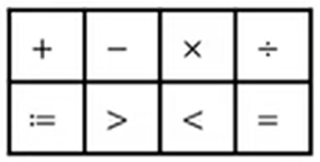 + − × ÷
:= > < =